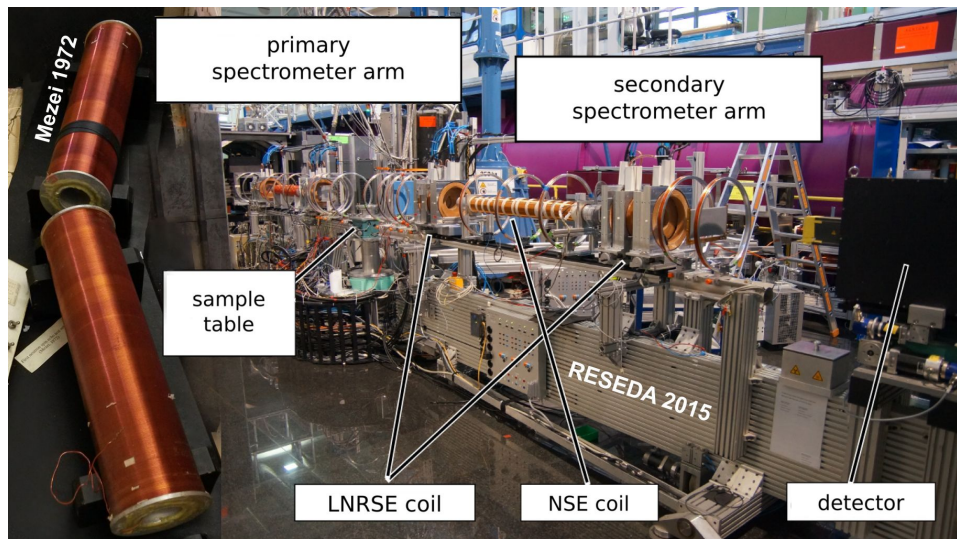 Mezei 1972
primary
spectrometer arm
secondary
spectrometer arm
sample
table
RESEDA 2015
LNRSE coil
NSE coil
detector